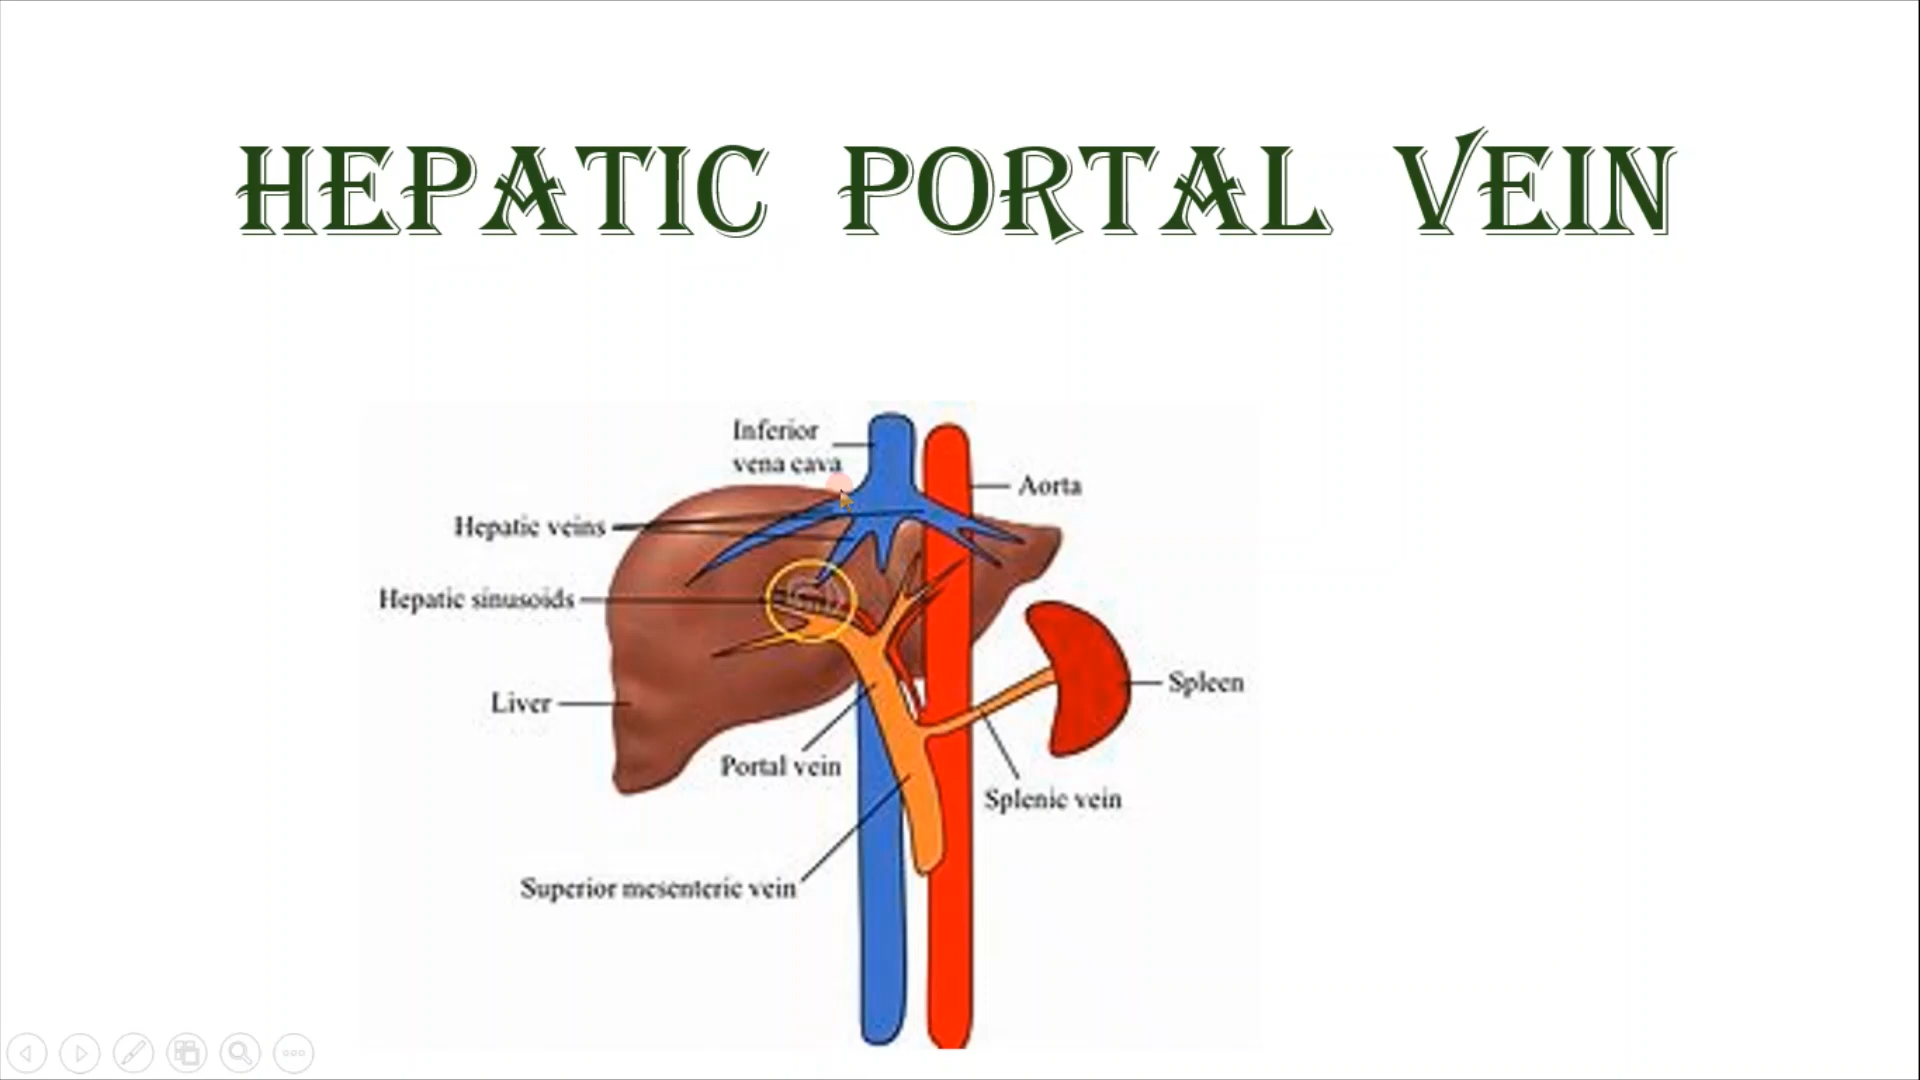 HEPATIC PORTAL VEIN
Inferior
vena cava
Aorta
Hepatic veins
Hepatic sinusoids
Spleen
Liver
Portal vein
Splenic vein
Superior mesenteric vein